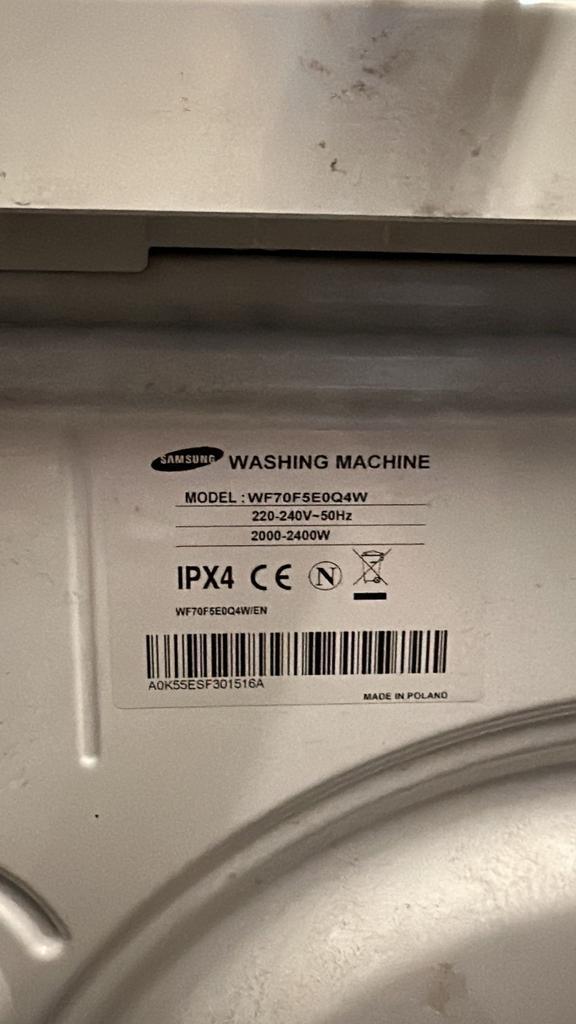 SAMSUNG WASHING MACHINE
MODEL : WF70F5E0Q4W
220-240V~50Hz
2000-2400W
IPX4 CE N
WF70F5E0Q4W/EN
A0K55ESF301516A
MADE IN POLAND